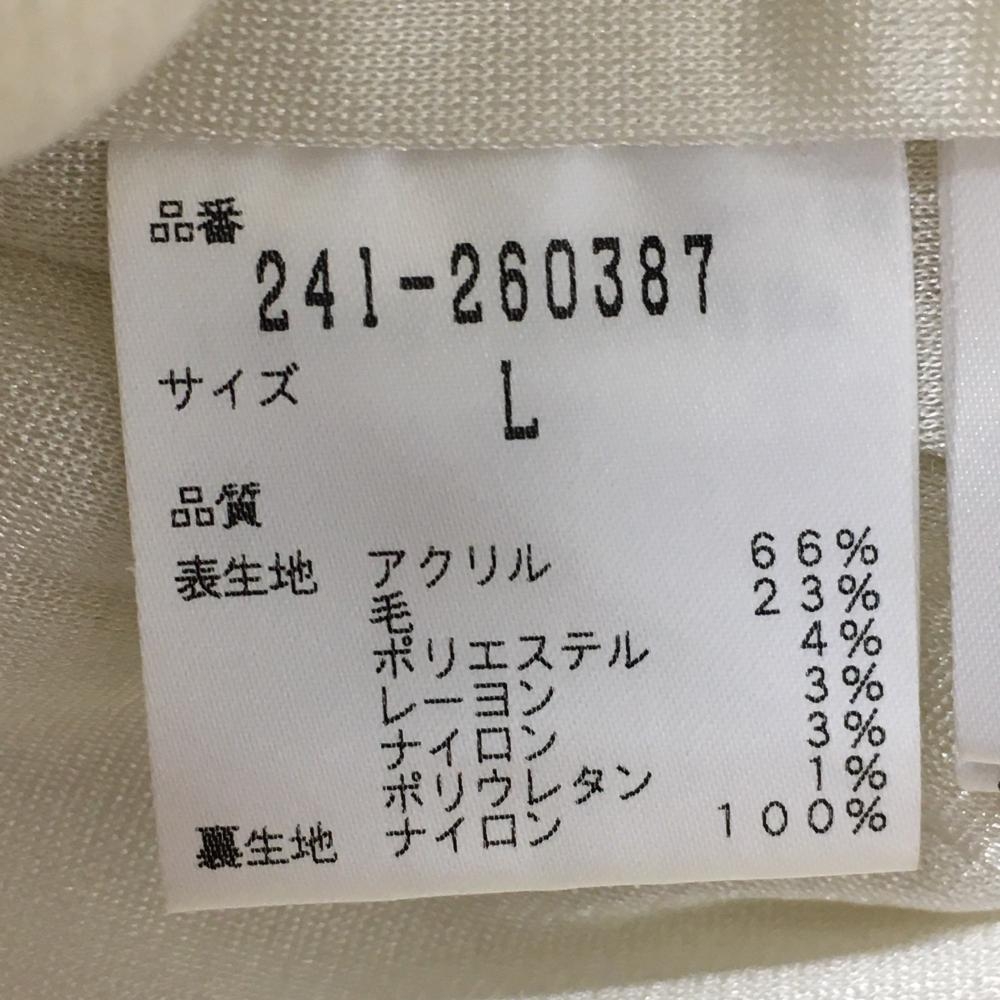 品番
241-260387
サイズ L
品質
表生地 アクリル 66%
毛 23%
ポリエステル 4%
レーヨン 3%
ナイロン 3%
ポリウレタン 1%
裏生地 ナイロン 100%